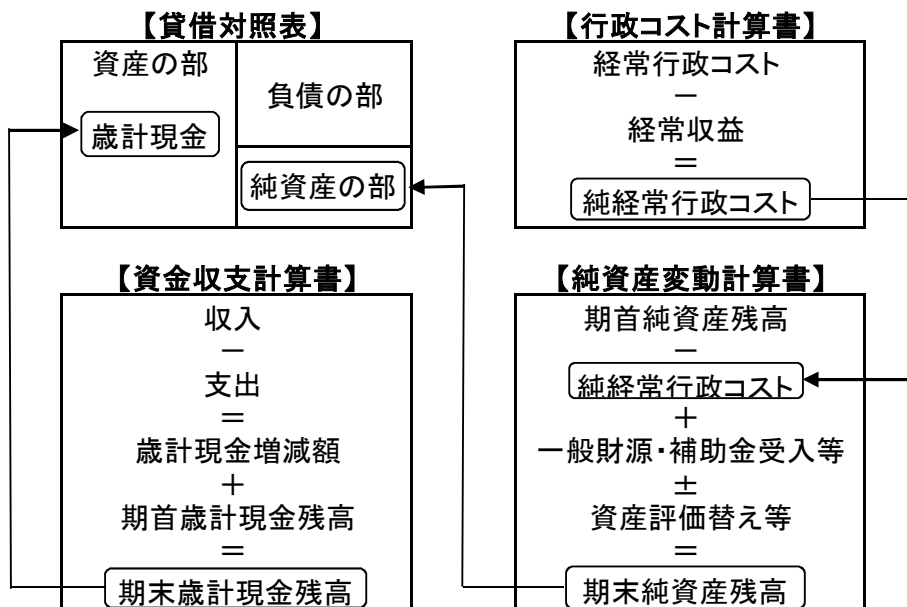 【貸借対照表】
資産の部
歳計現金
負債の部
純資産の部
【行政コスト計算書】
経常行政コスト
－
経常収益
＝
純経常行政コスト
【資金収支計算書】
収入
－
支出
＝
歳計現金増減額
＋
期首歳計現金残高
＝
期末歳計現金残高
【純資産変動計算書】
期首純資産残高
－
純経常行政コスト
＋
一般財源・補助金受入等
±
資産評価替え等
＝
期末純資産残高